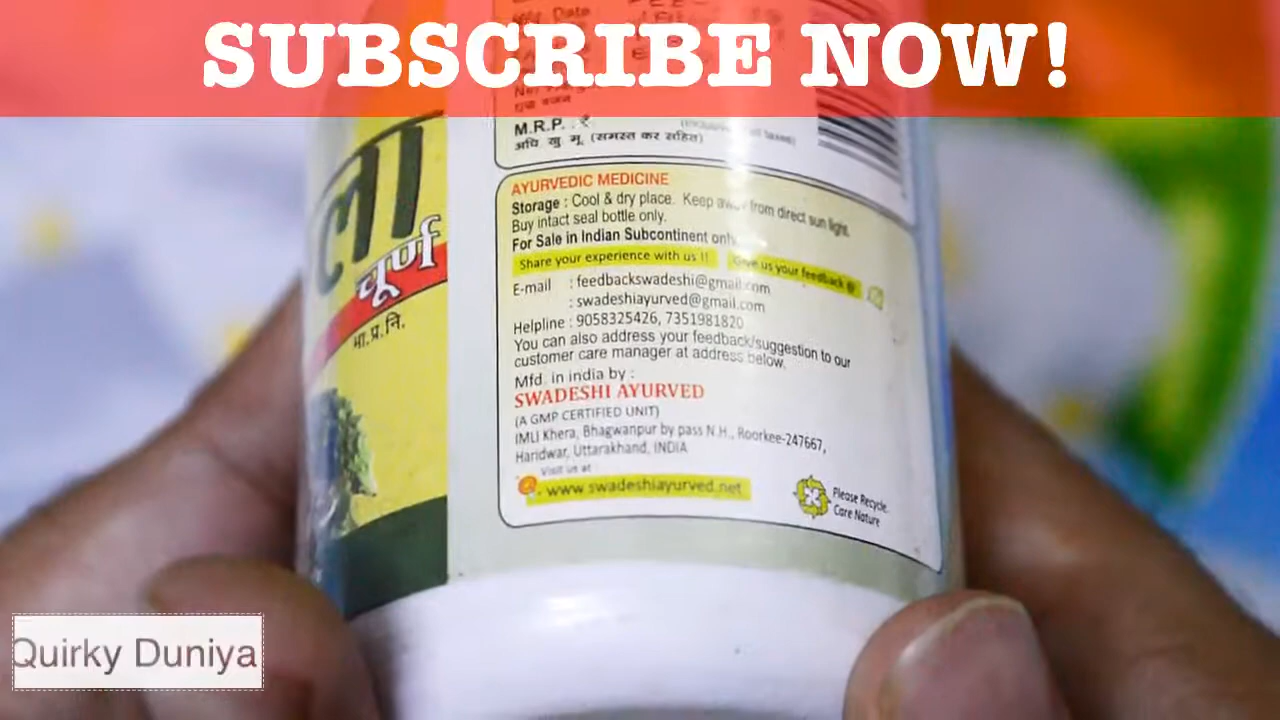 SUBSCRIBE NOW!
Mfg. Date
M.R.P. : ₹
अधि. खु. मू. (समस्त कर सहित)
ला
चूर्ण
भा.प्र.नि.
AYURVEDIC MEDICINE
Storage : Cool & dry place. Keep away from direct sun light.
Buy intact seal bottle only.
For Sale in Indian Subcontinent only.
Share your experience with us !! Give us your feedback @
E-mail : feedbackswadeshi@gmail.com
: swadeshiayurved@gmail.com
Helpline : 9058325426, 7351981820
You can also address your feedback/suggestion to our
customer care manager at address below.
Mfd. in india by :
SWADESHI AYURVED
(A GMP CERTIFIED UNIT)
IMLI Khera, Bhagwanpur by pass N.H., Roorkee-247667,
Haridwar, Uttarakhand, INDIA
Visit us at
www.swadeshiayurved.net
Please Recycle.
Care Nature
Quirky Duniya